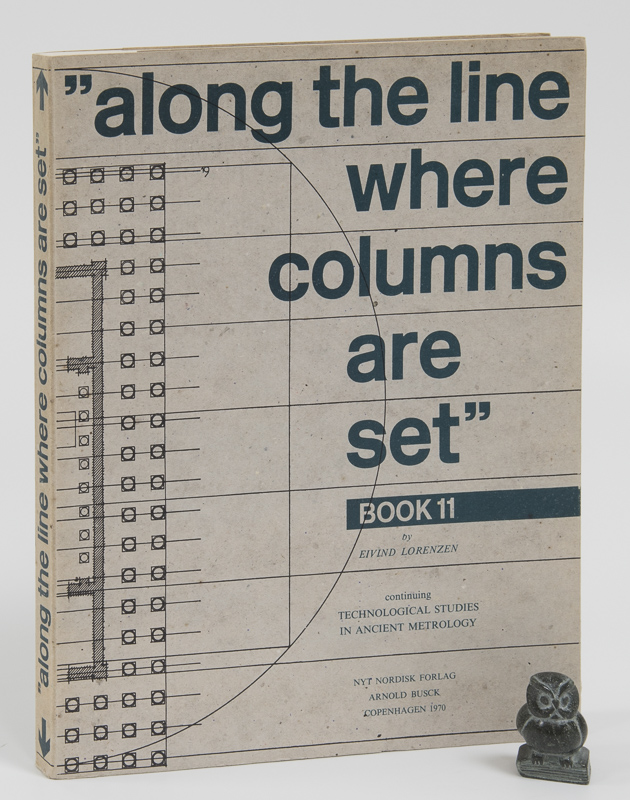 ”along the line
where
columns
are
set”
BOOK 11
by
EIVIND LORENZEN
continuing
TECHNOLOGICAL STUDIES
IN ANCIENT METROLOGY
NYT NORDISK FORLAG
ARNOLD BUSCK
COPENHAGEN 1970
”along the line where columns are set”